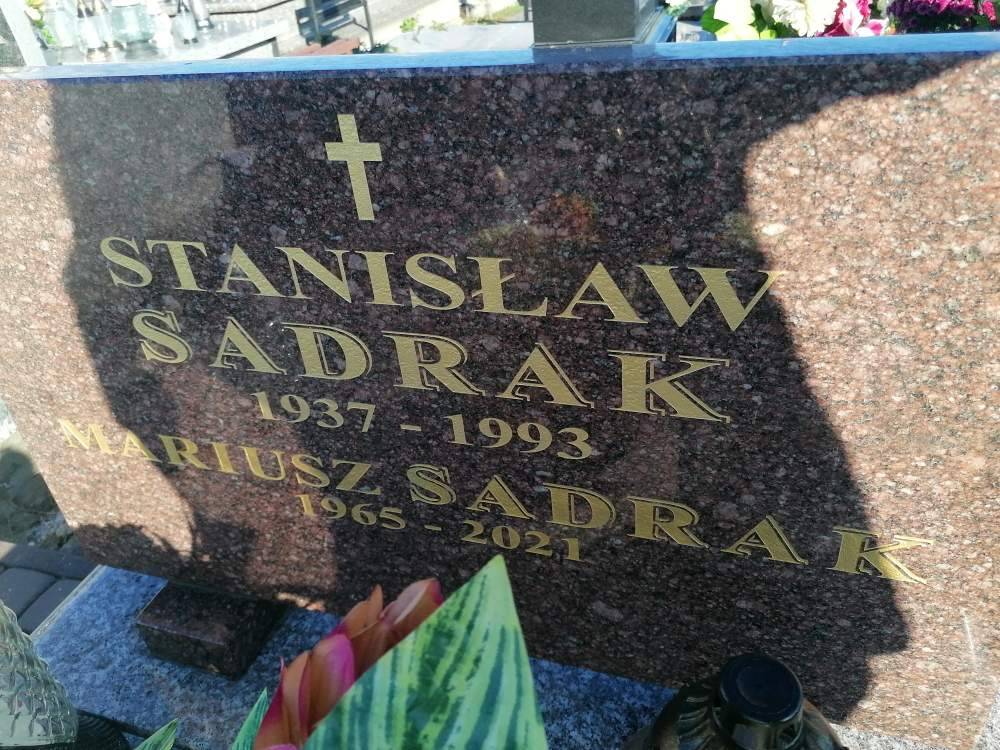 STANISŁAW
SADRAK
1937 - 1993
MARIUSZ SADRAK
1965 - 2021